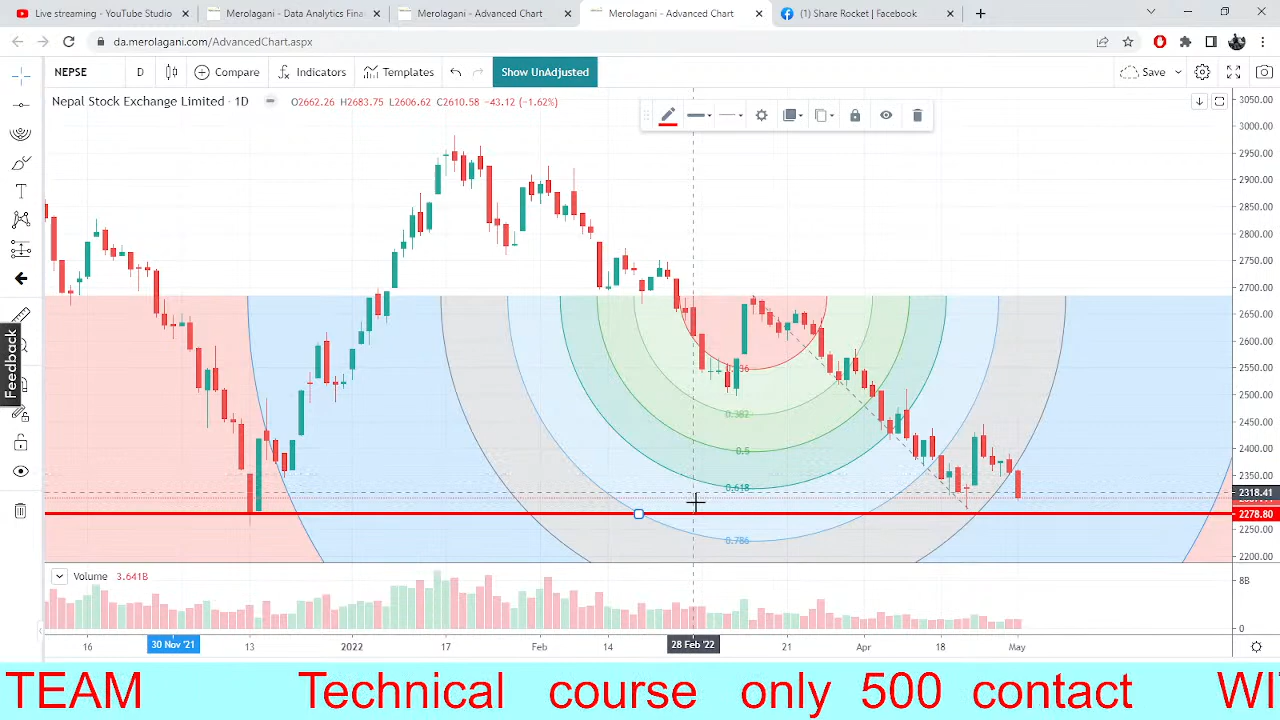 Live streaming - YouTube Studio
Merolagani - Data Analytics Fina
Merolagani - Advanced Chart
Merolagani - Advanced Chart
(1) Share Rocket | Facebook
da.merolagani.com/AdvancedChart.aspx
NEPSE D Compare Indicators Templates Show UnAdjusted Save
Nepal Stock Exchange Limited · 1D O2662.26 H2683.75 L2606.62 C2610.58 −43.12 (−1.62%)
3050.00
3000.00
2950.00
2900.00
2850.00
2800.00
2750.00
2700.00
2650.00
2600.00
2550.00
2500.00
2450.00
2400.00
2350.00
2318.41
2278.80
2250.00
2200.00
0.382
0.5
0.618
0.786
Feedback
Volume 3.641B
8B
0
16 30 Nov '21 13 2022 17 Feb 14 28 Feb '22 21 Apr 18 May
TEAM Technical course only 500 contact WI